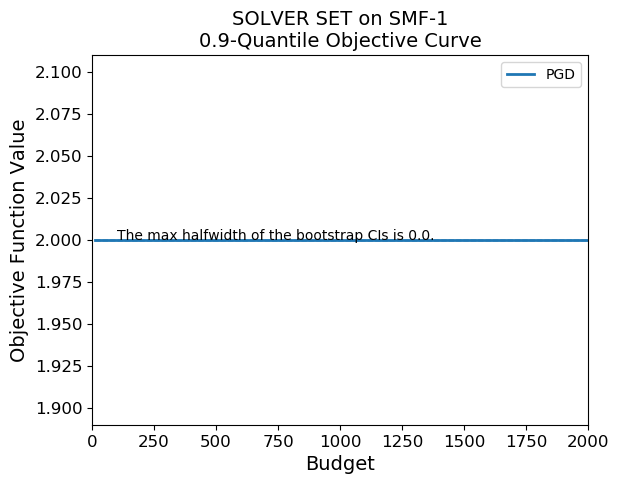 SOLVER SET on SMF-1
0.9-Quantile Objective Curve
PGD
Objective Function Value
2.100
2.075
2.050
2.025
2.000
1.975
1.950
1.925
1.900
The max halfwidth of the bootstrap CIs is 0.0.
0 250 500 750 1000 1250 1500 1750 2000
Budget